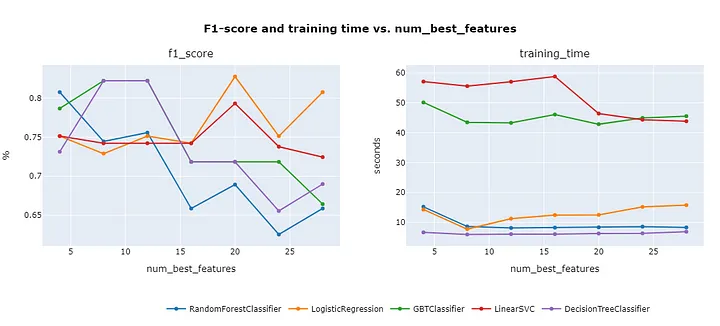 F1-score and training time vs. num_best_features
f1_score
training_time
0.8
0.75
0.7
0.65
%
5
10
15
20
25
num_best_features
60
50
40
30
20
10
seconds
5
10
15
20
25
num_best_features
RandomForestClassifier
LogisticRegression
GBTClassifier
LinearSVC
DecisionTreeClassifier